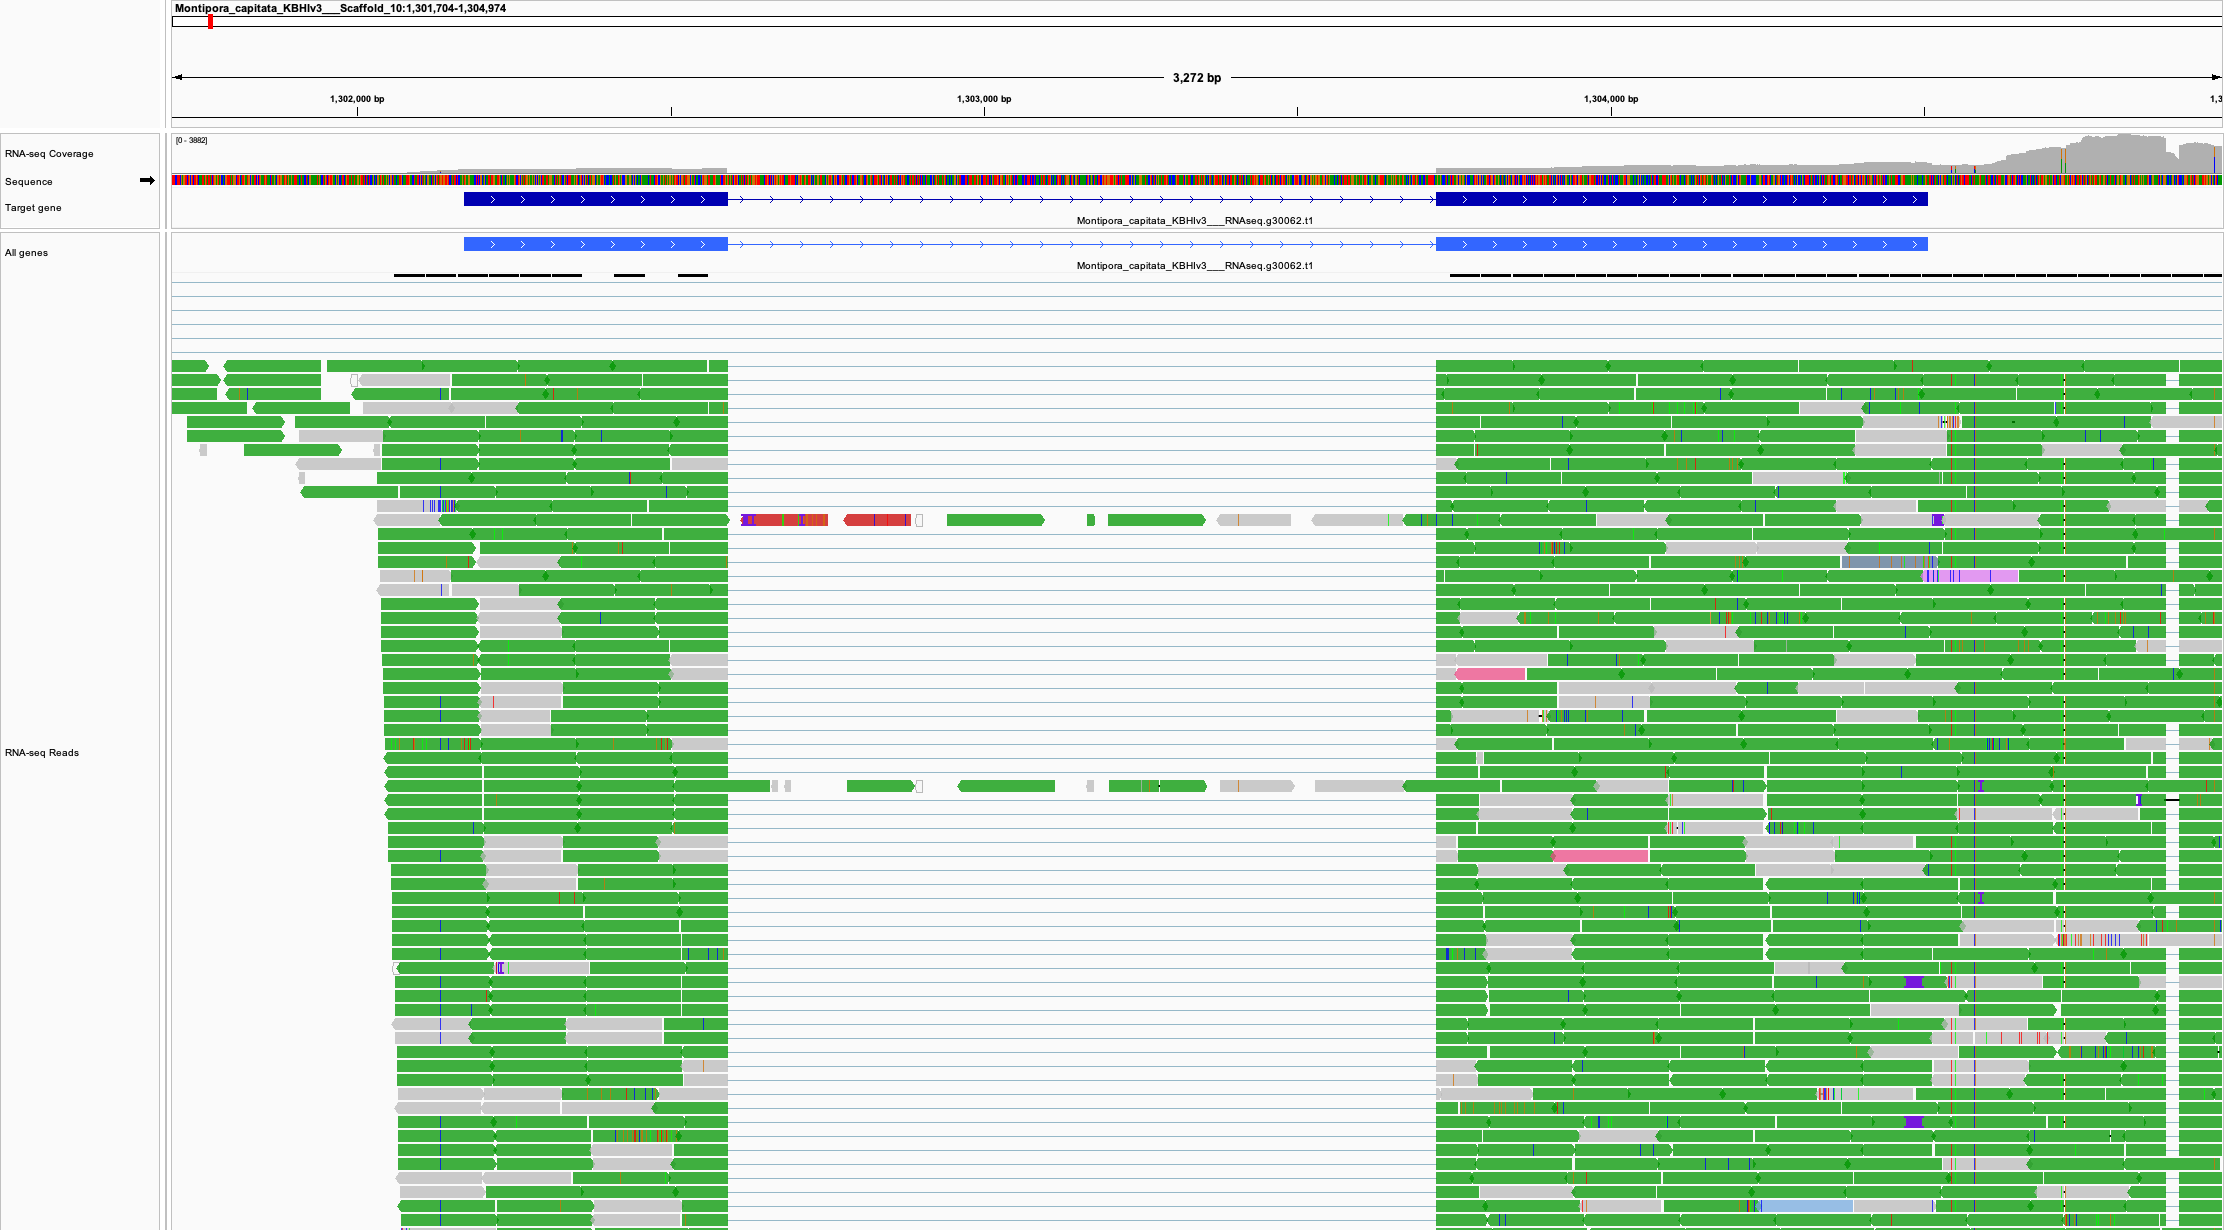 Montipora_capitata_KBHIv3___Scaffold_10:1,301,704-1,304,974
3,272 bp
1,302,000 bp
1,303,000 bp
1,304,000 bp
1,3
[0 - 3882]
RNA-seq Coverage
Sequence
Target gene
Montipora_capitata_KBHIv3___RNAseq.g30062.t1
All genes
Montipora_capitata_KBHIv3___RNAseq.g30062.t1
RNA-seq Reads